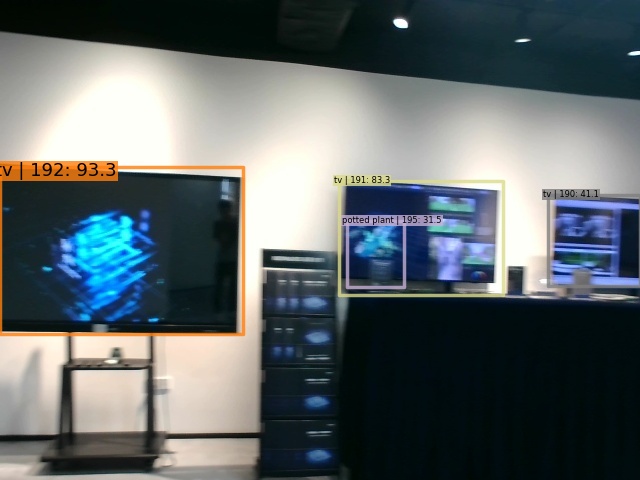 tv | 192: 93.3
tv | 191: 83.3
tv | 190: 41.1
potted plant | 195: 31.5